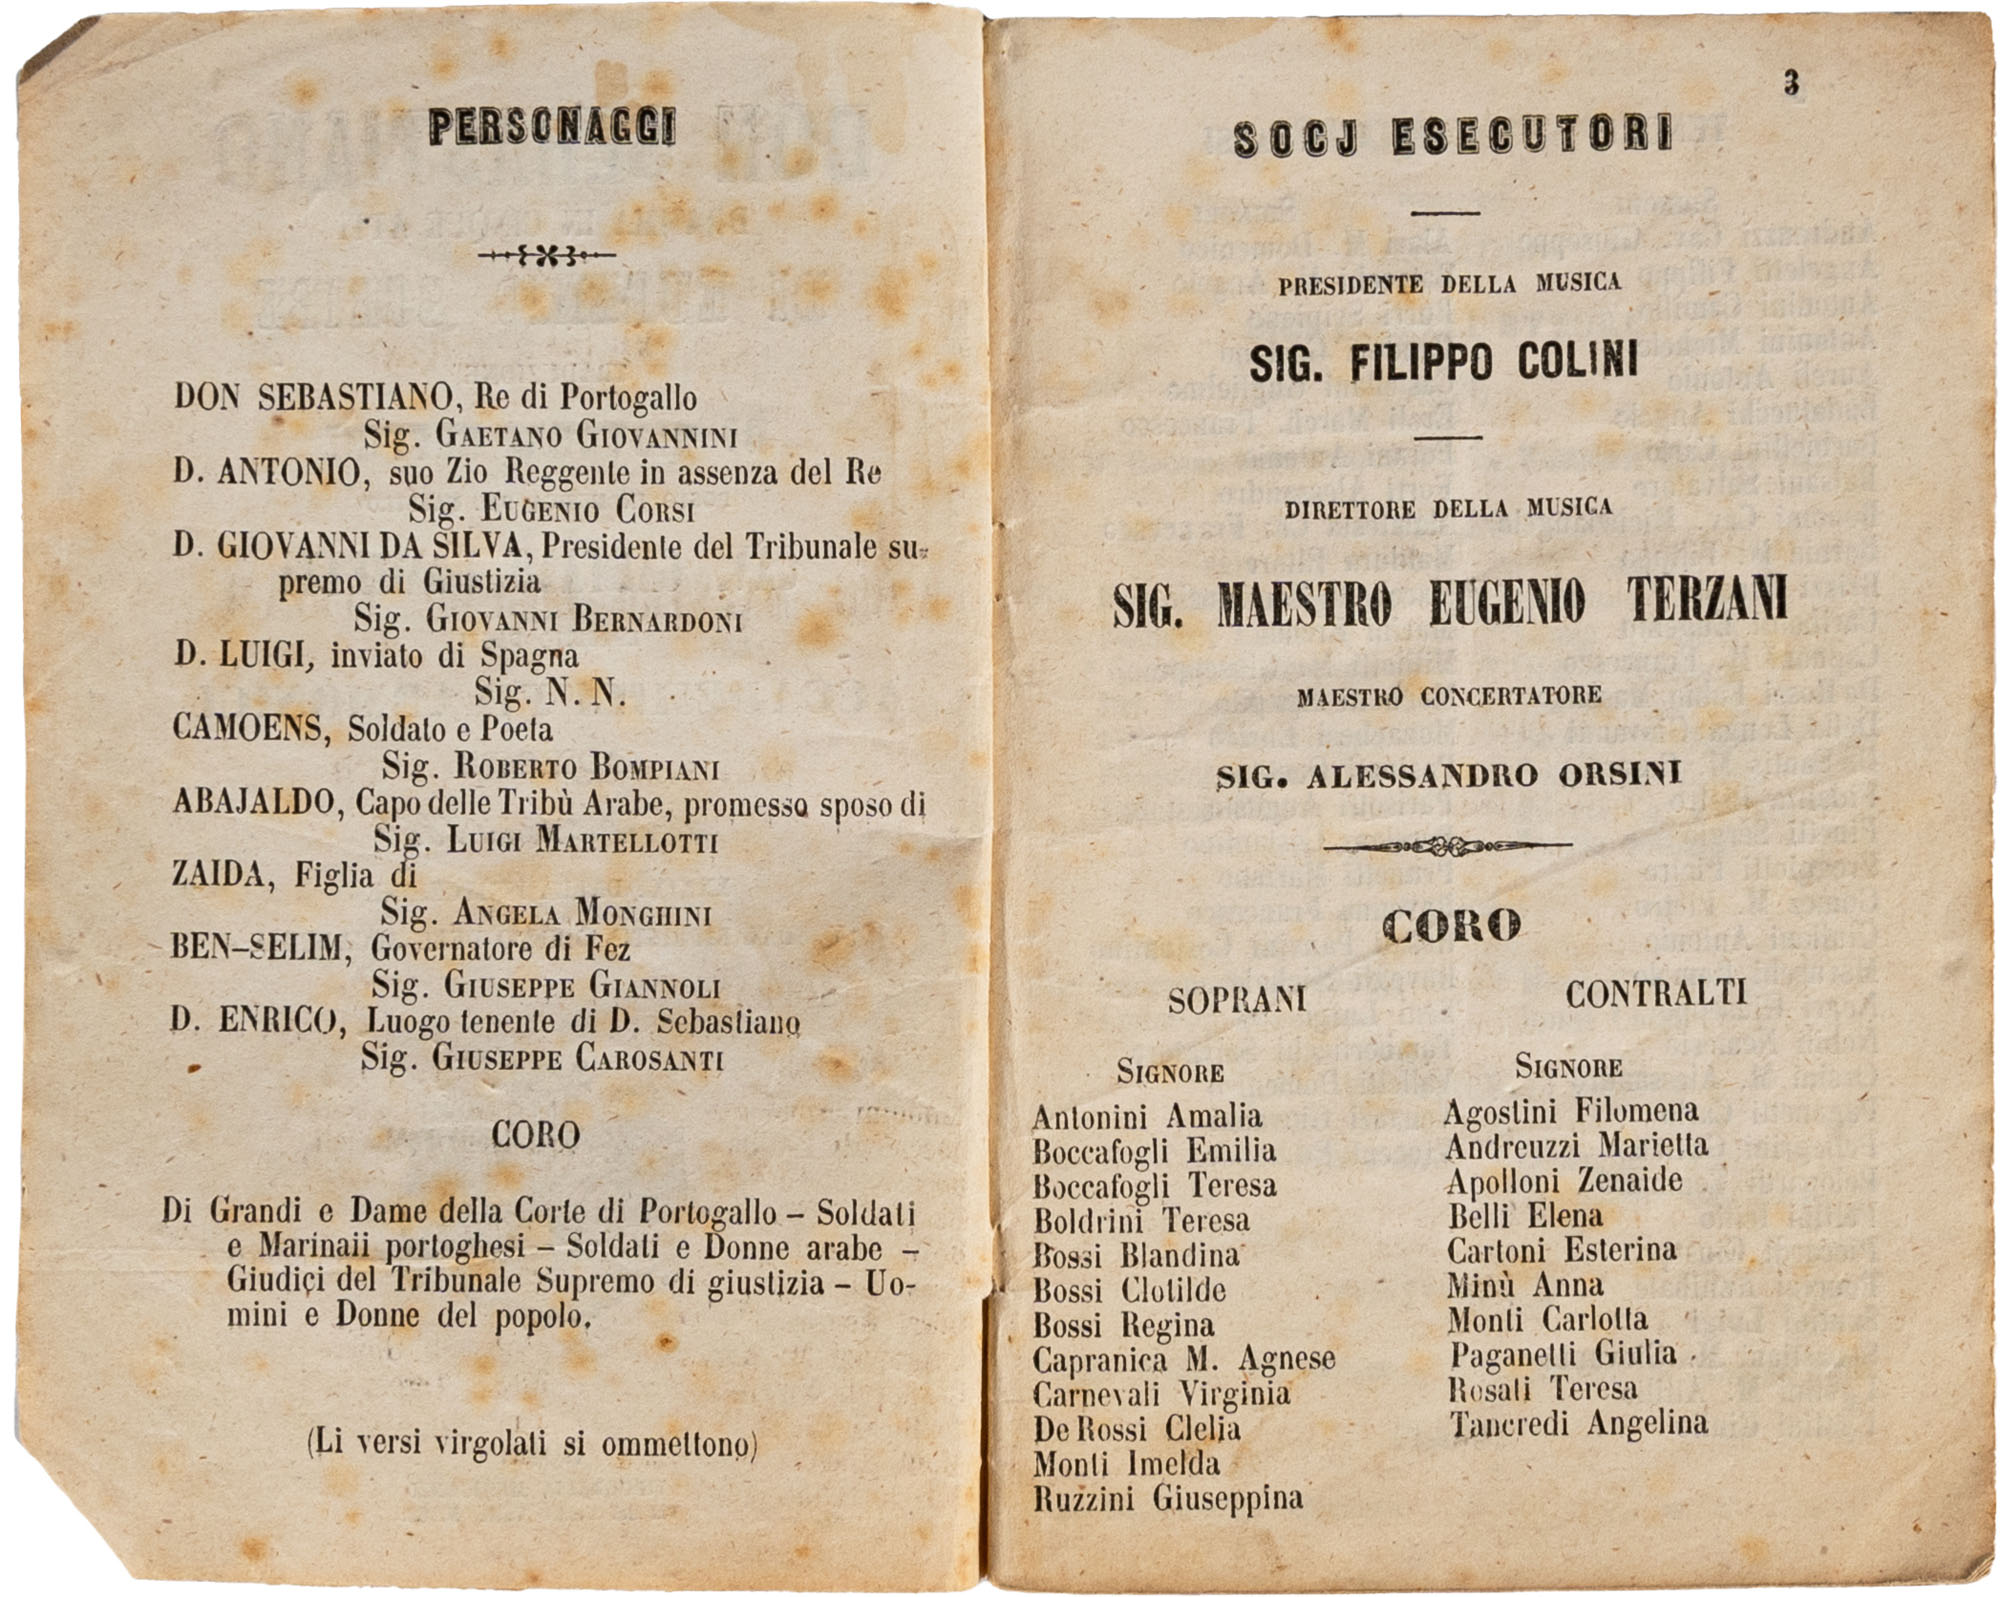 PERSONAGGI
DON SEBASTIANO, Re di Portogallo
Sig. GAETANO GIOVANNINI
D. ANTONIO, suo Zio Reggente in assenza del Re
Sig. EUGENIO CORSI
D. GIOVANNI DA SILVA, Presidente del Tribunale su-
premo di Giustizia
Sig. GIOVANNI BERNARDONI
D. LUIGI, inviato di Spagna
Sig. N. N.
CAMOENS, Soldato e Poeta
Sig. ROBERTO BOMPIANI
ABAJALDO, Capo delle Tribù Arabe, promesso sposo di
Sig. LUIGI MARTELLOTTI
ZAIDA, Figlia di
Sig. ANGELA MONGHINI
BEN-SELIM, Governatore di Fez
Sig. GIUSEPPE GIANNOLI
D. ENRICO, Luogo tenente di D. Sebastiano
Sig. GIUSEPPE CAROSANTI
CORO
Di Grandi e Dame della Corte di Portogallo – Soldati
e Marinaii portoghesi – Soldati e Donne arabe –
Giudici del Tribunale Supremo di giustizia – Uo-
mini e Donne del popolo.
(Li versi virgolati si ommettono)
3
SOCJ ESECUTORI
PRESIDENTE DELLA MUSICA
SIG. FILIPPO COLINI
DIRETTORE DELLA MUSICA
SIG. MAESTRO EUGENIO TERZANI
MAESTRO CONCERTATORE
SIG. ALESSANDRO ORSINI
CORO
SOPRANI
SIGNORE
Antonini Amalia
Boccafogli Emilia
Boccafogli Teresa
Boldrini Teresa
Bossi Blandina
Bossi Clotilde
Bossi Regina
Capranica M. Agnese
Carnevali Virginia
De Rossi Clelia
Monti Imelda
Ruzzini Giuseppina
CONTRALTI
SIGNORE
Agostini Filomena
Andreuzzi Marietta
Apolloni Zenaide
Belli Elena
Cartoni Esterina
Minù Anna
Monti Carlotta
Paganetti Giulia
Rosati Teresa
Tancredi Angelina